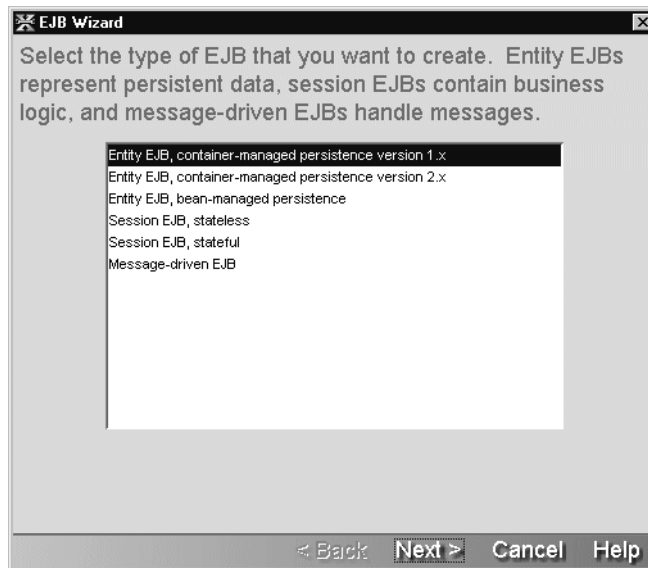 EJB Wizard
Select the type of EJB that you want to create. Entity EJBs
represent persistent data, session EJBs contain business
logic, and message-driven EJBs handle messages.
Entity EJB, container-managed persistence version 1.x
Entity EJB, container-managed persistence version 2.x
Entity EJB, bean-managed persistence
Session EJB, stateless
Session EJB, stateful
Message-driven EJB
< Back Next > Cancel Help